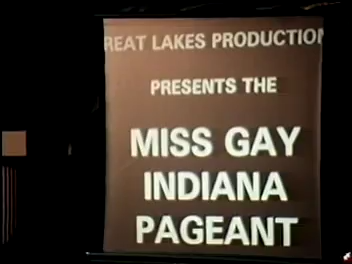 REAT LAKES PRODUCTION
PRESENTS THE
MISS GAY
INDIANA
PAGEANT